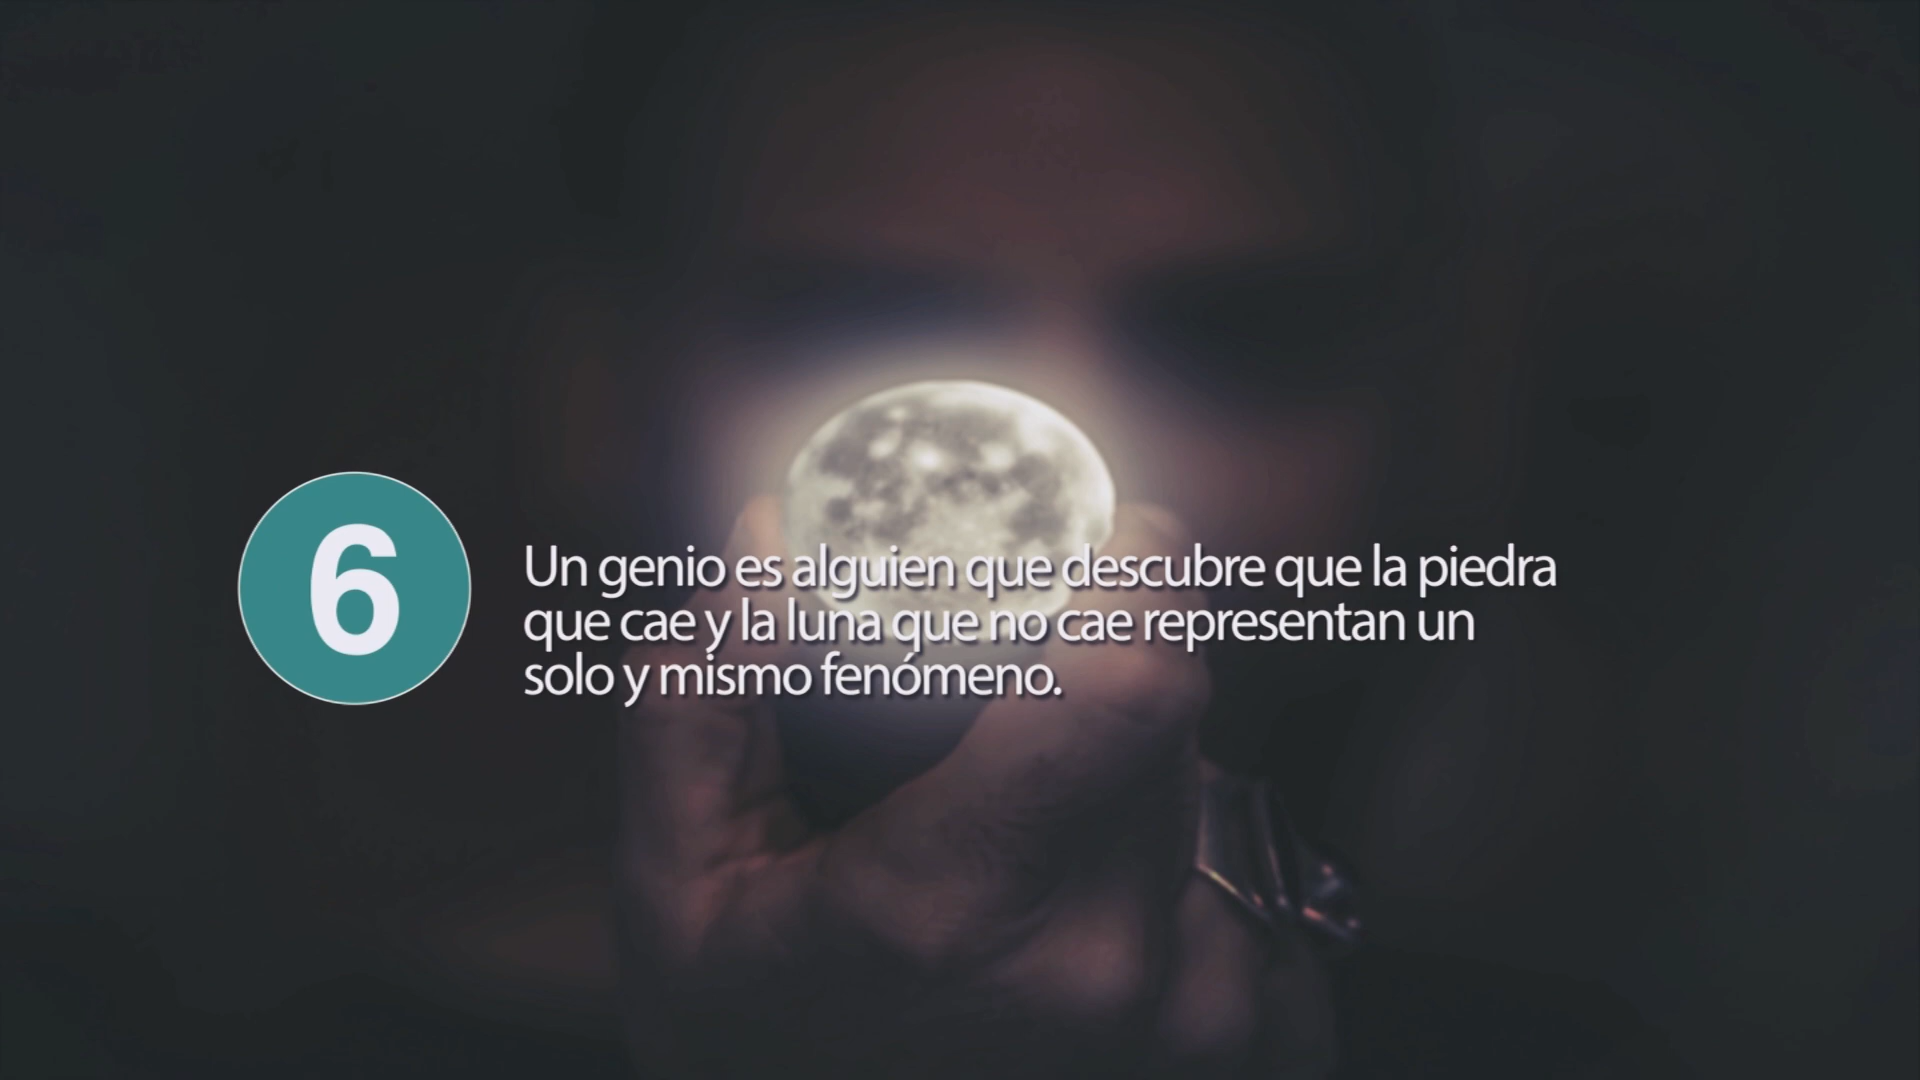 6
Un genio es alguien que descubre que la piedra
que cae y la luna que no cae representan un
solo y mismo fenómeno.